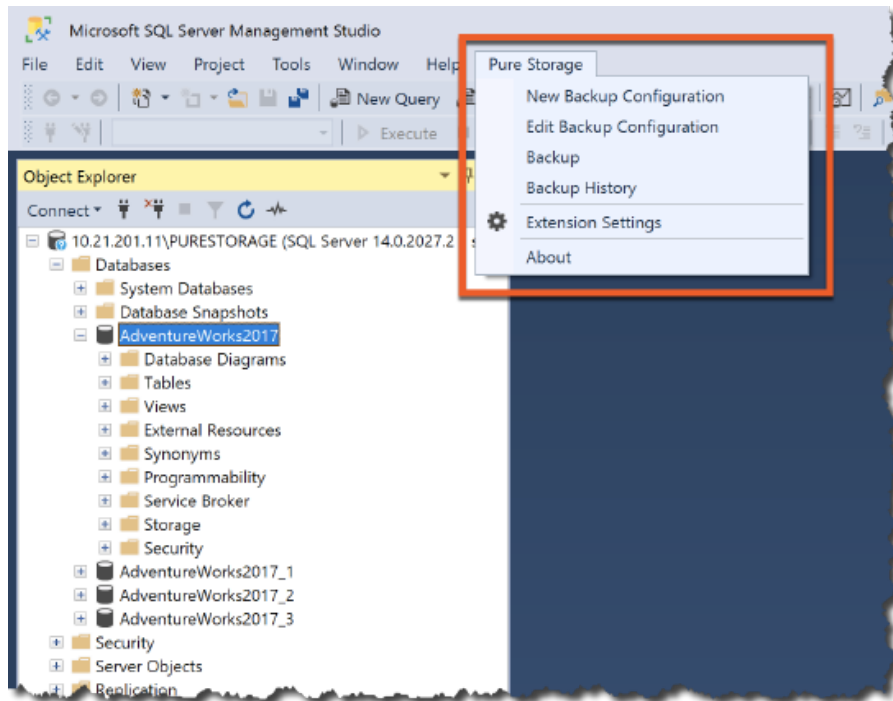 Microsoft SQL Server Management Studio
File Edit View Project Tools Window Help Pure Storage
New Query
Execute
New Backup Configuration
Edit Backup Configuration
Backup
Backup History
Extension Settings
About
Object Explorer
Connect
10.21.201.11\PURESTORAGE (SQL Server 14.0.2027.2 - s
Databases
System Databases
Database Snapshots
AdventureWorks2017
Database Diagrams
Tables
Views
External Resources
Synonyms
Programmability
Service Broker
Storage
Security
AdventureWorks2017_1
AdventureWorks2017_2
AdventureWorks2017_3
Security
Server Objects
Replication